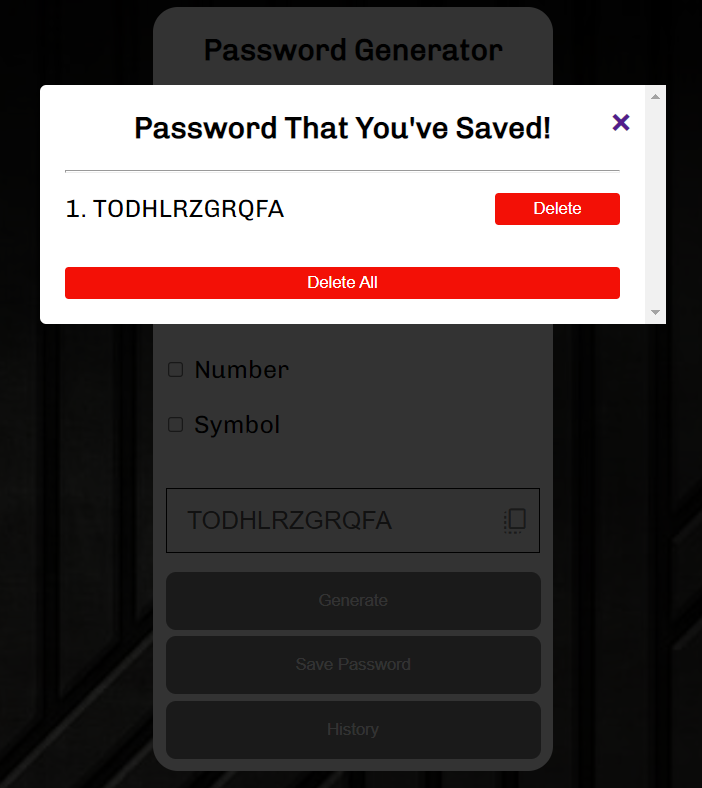 Password Generator
Password That You've Saved!
×
1. TODHLRZGRQFA
Delete
Delete All
Number
Symbol
TODHLRZGRQFA
Generate
Save Password
History